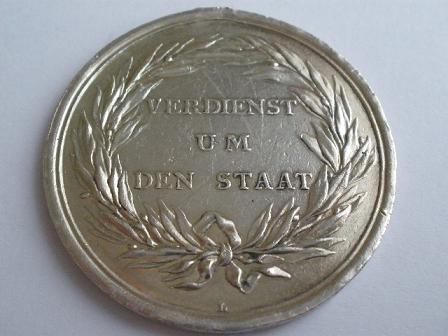 VERDIENST
UM
DEN STAAT
L